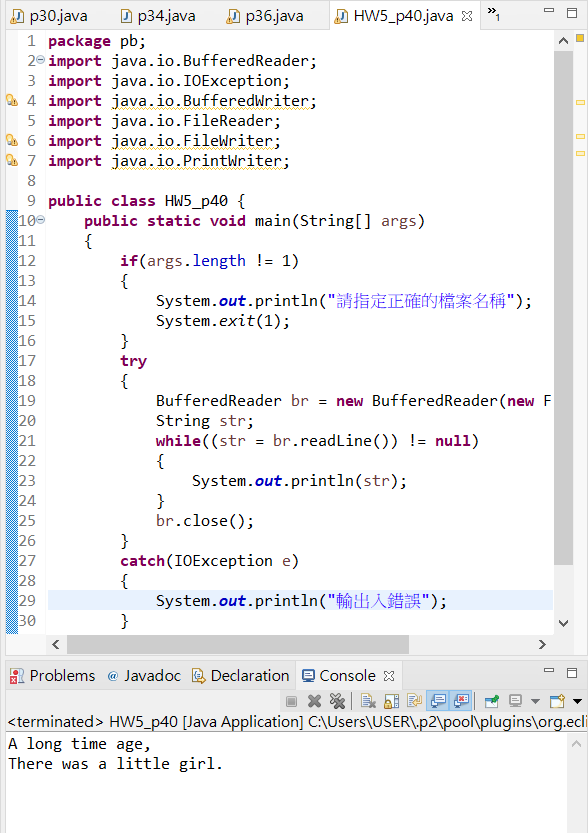 p30.java p34.java p36.java HW5_p40.java »1
1 package pb;
2 import java.io.BufferedReader;
3 import java.io.IOException;
4 import java.io.BufferedWriter;
5 import java.io.FileReader;
6 import java.io.FileWriter;
7 import java.io.PrintWriter;
8
9 public class HW5_p40 {
10 public static void main(String[] args)
11 {
12 if(args.length != 1)
13 {
14 System.out.println("請指定正確的檔案名稱");
15 System.exit(1);
16 }
17 try
18 {
19 BufferedReader br = new BufferedReader(new F
20 String str;
21 while((str = br.readLine()) != null)
22 {
23 System.out.println(str);
24 }
25 br.close();
26 }
27 catch(IOException e)
28 {
29 System.out.println("輸出入錯誤");
30 }
Problems @ Javadoc Declaration Console
<terminated> HW5_p40 [Java Application] C:\Users\USER\.p2\pool\plugins\org.ecli
A long time age,
There was a little girl.